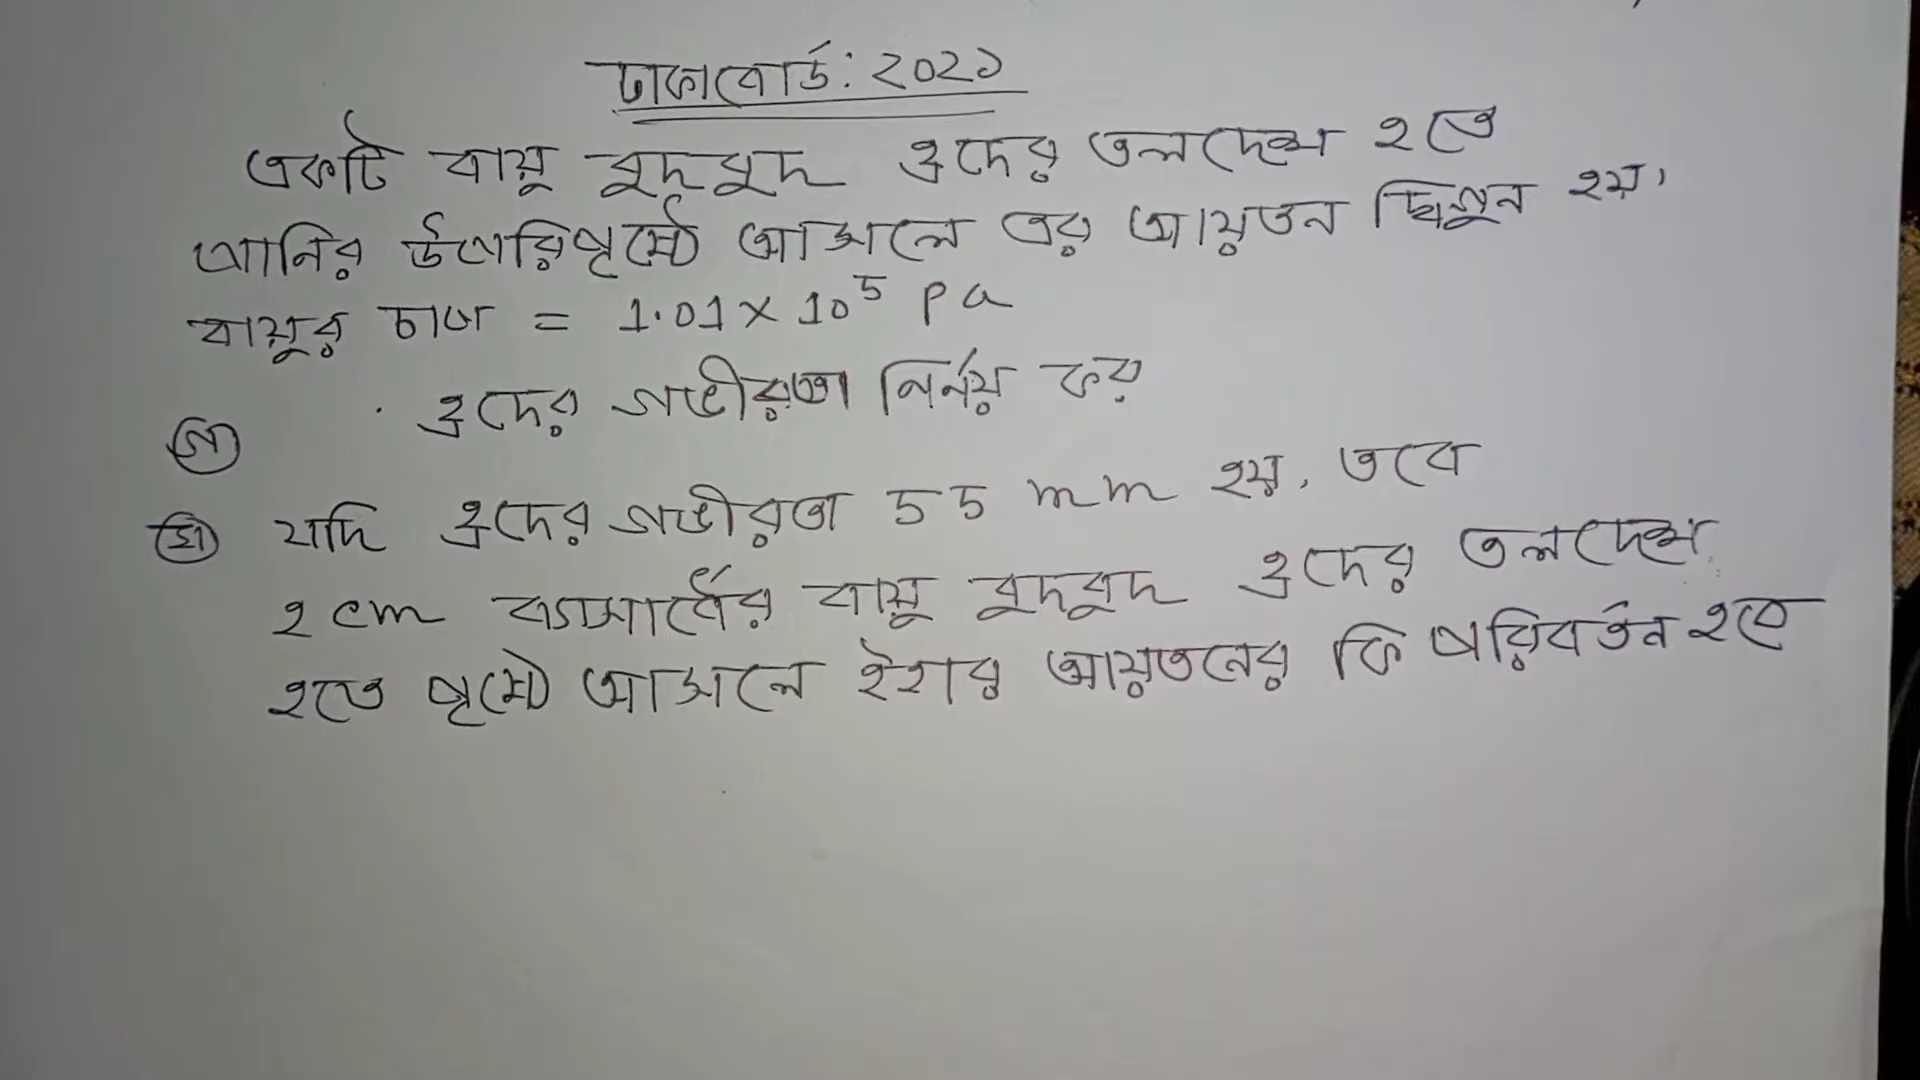 ঢাকাবোর্ড: ২০২১
একটি বায়ু বুদবুদ হ্রদের তলদেশ হতে
পানির উপরিপৃষ্ঠে আসলে এর আয়তন দ্বিগুন হয়,
বায়ুর চাপ = 1.01 × 10⁵ pa
গ হ্রদের গভীরতা নির্নয় কর
ঘ যদি হ্রদের গভীরতা 55 mm হয়, তবে
2 cm ব্যাসার্ধের বায়ু বুদবুদ হ্রদের তলদেশ
হতে পৃষ্ঠে আসলে ইহার আয়তনের কি পরিবর্তন হবে